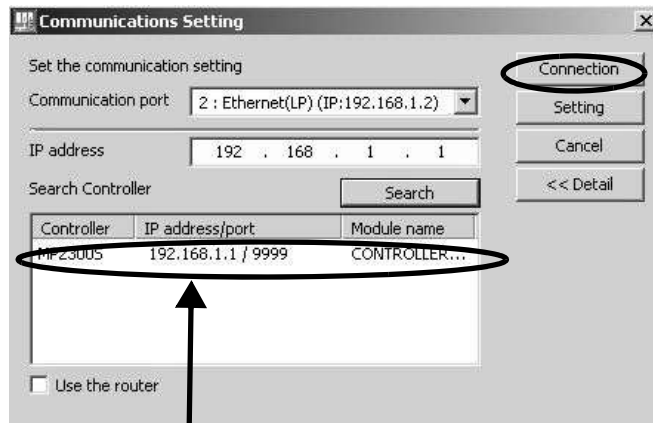 Communications Setting
Set the communication setting
Connection
Communication port 2 : Ethernet(LP) (IP:192.168.1.2)
Setting
IP address 192 . 168 . 1 . 1
Cancel
Search Controller Search
<< Detail
Controller IP address/port Module name
MP2300S 192.168.1.1 / 9999 CONTROLLER...
Use the router